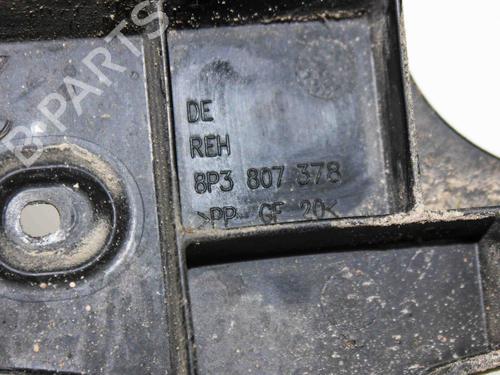 B-PARTS
DE
REH
8P3 807 378
>PP-GF 20<